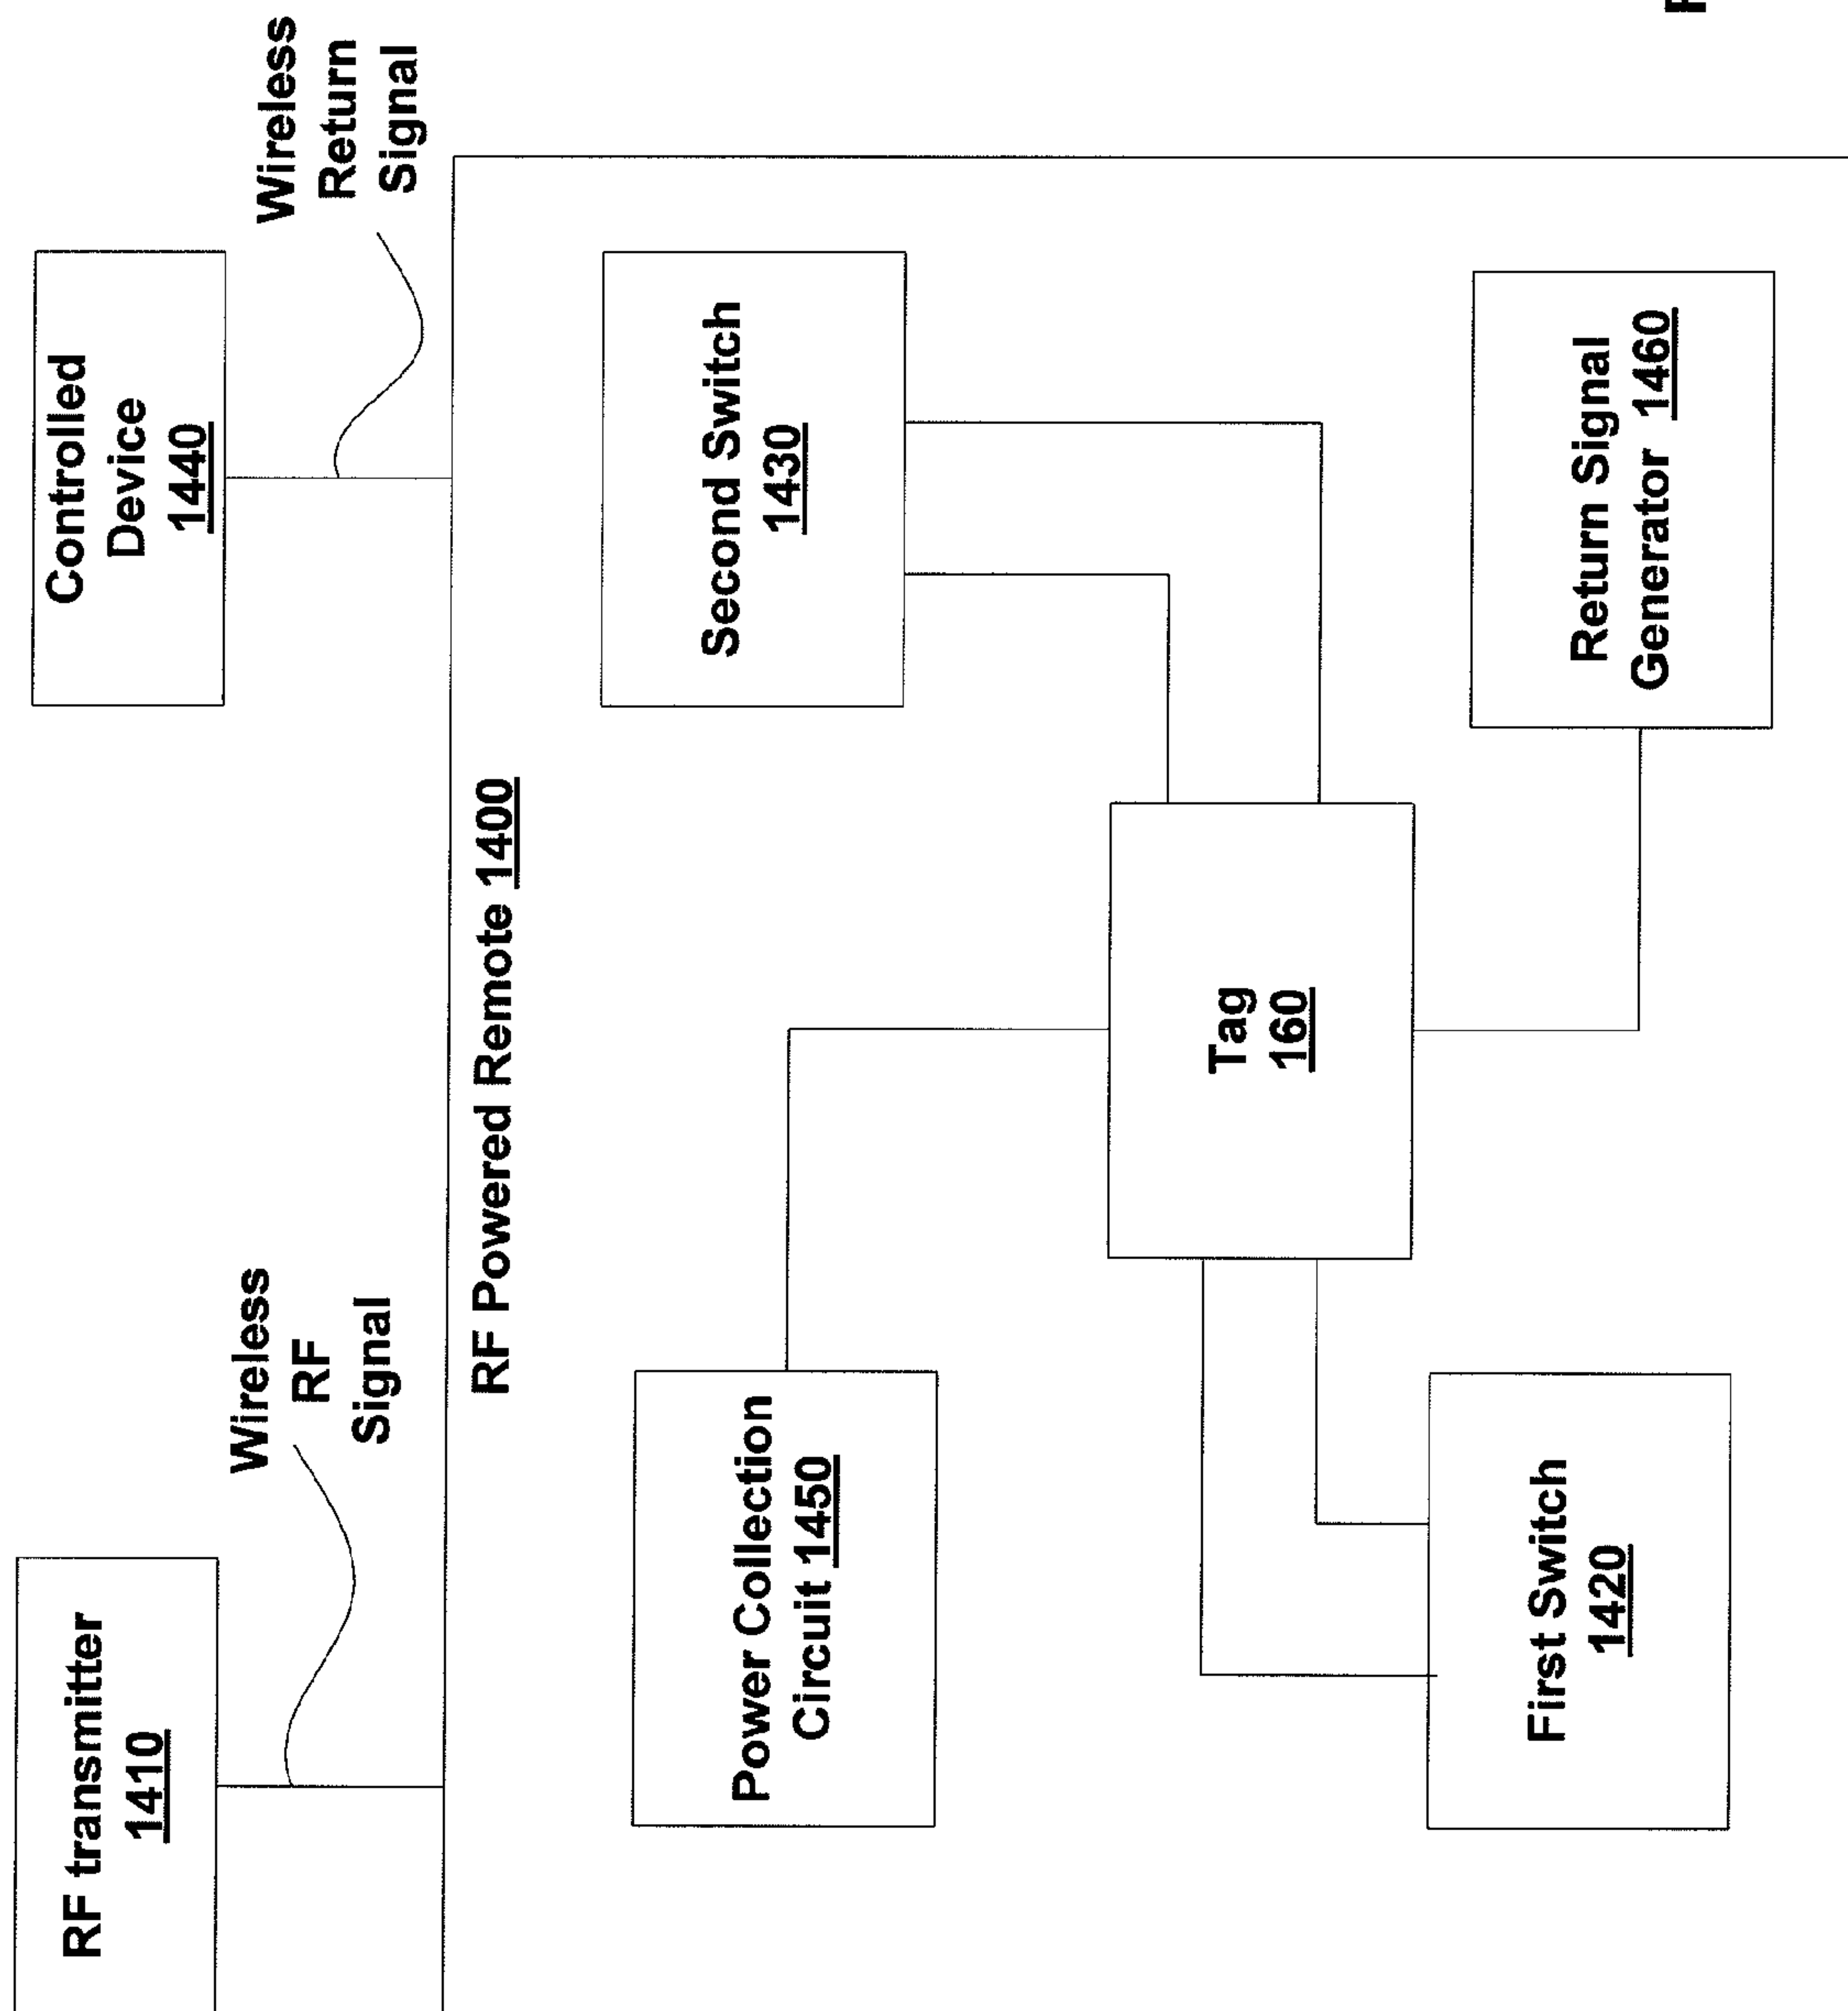 RF transmitter
1410
Wireless
RF
Signal
Controlled
Device
1440
Wireless
Return
Signal
RF Powered Remote 1400
Power Collection
Circuit 1450
Second Switch
1430
Tag
160
First Switch
1420
Return Signal
Generator 1460